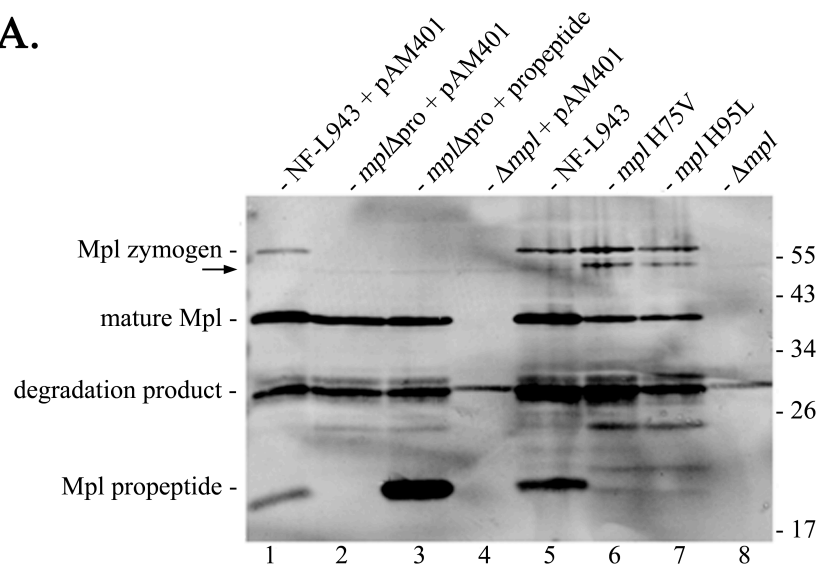 A.
- NF-L943 + pAM401
- mplΔpro + pAM401
- mplΔpro + propeptide
- Δmpl + pAM401
- NF-L943
- mpl H75V
- mpl H95L
- Δmpl
Mpl zymogen -
mature Mpl -
degradation product -
Mpl propeptide -
- 55
- 43
- 34
- 26
- 17
1 2 3 4 5 6 7 8